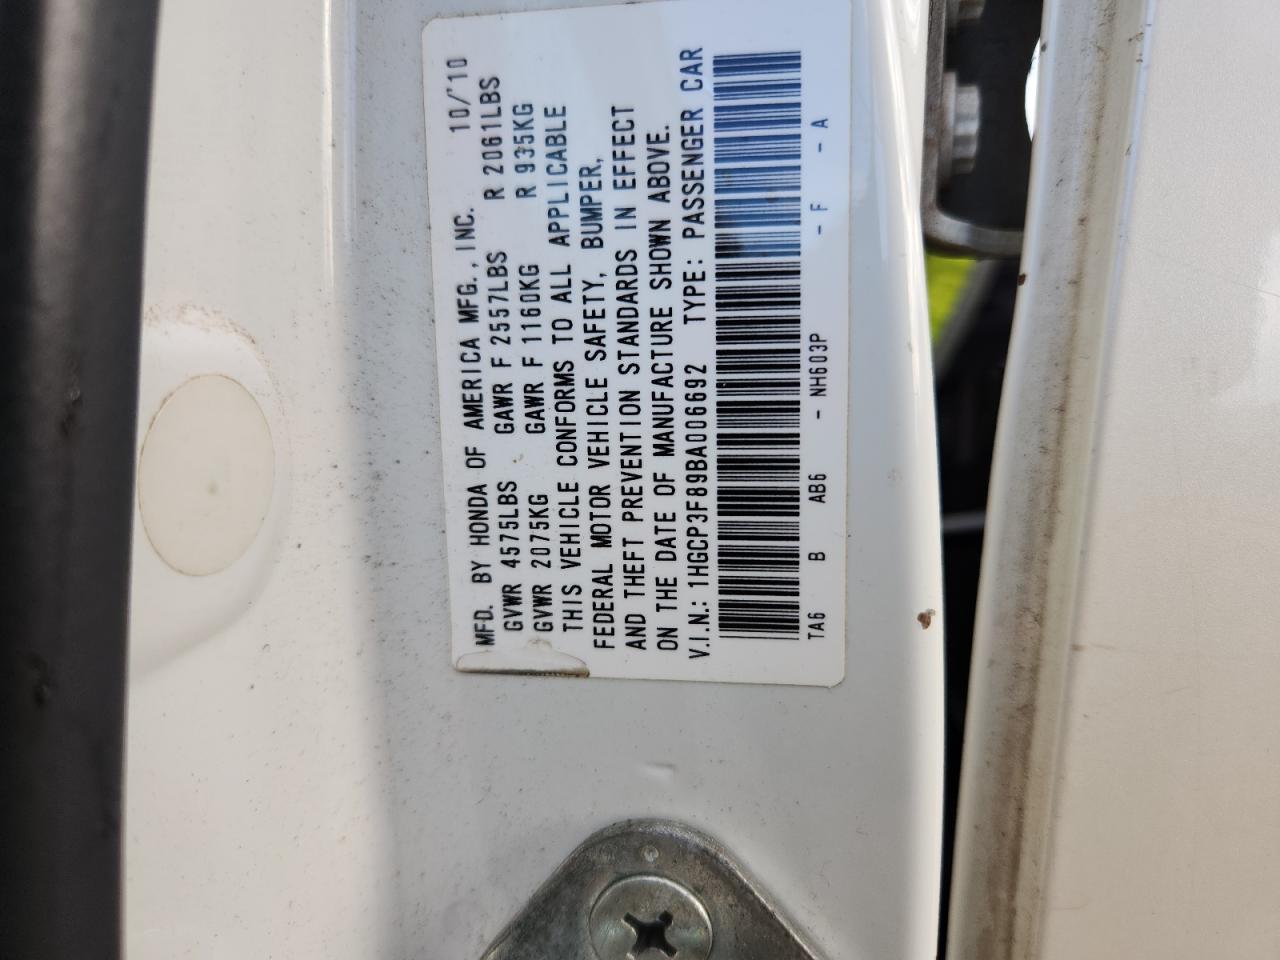 MFD. BY HONDA OF AMERICA MFG., INC. 10/'10
GVWR 4575LBS GAWR F 2557LBS R 2061LBS
GVWR 2075KG GAWR F 1160KG R 935KG
THIS VEHICLE CONFORMS TO ALL APPLICABLE
FEDERAL MOTOR VEHICLE SAFETY, BUMPER,
AND THEFT PREVENTION STANDARDS IN EFFECT
ON THE DATE OF MANUFACTURE SHOWN ABOVE.
V.I.N.: 1HGCP3F89BA006692 TYPE: PASSENGER CAR
TA6 B AB6 - NH603P - F - A